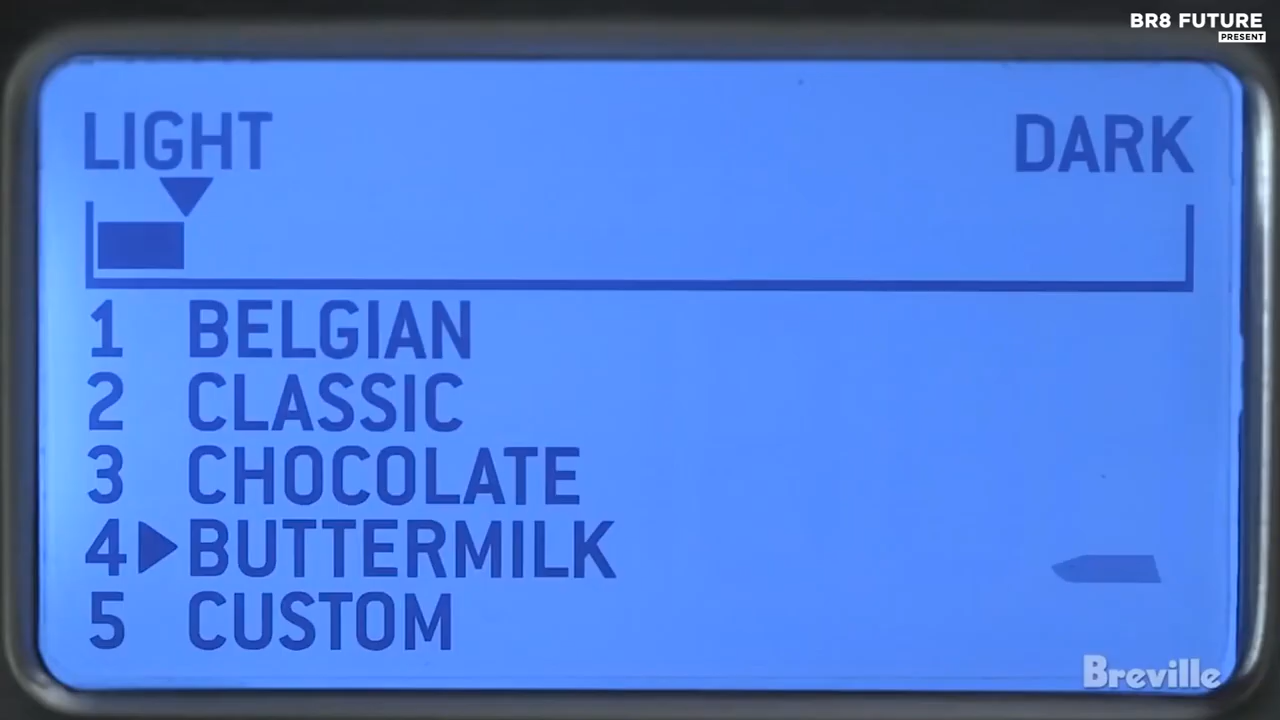 BR8 FUTURE
PRESENT
LIGHT DARK
1 BELGIAN
2 CLASSIC
3 CHOCOLATE
4 BUTTERMILK
5 CUSTOM
Breville